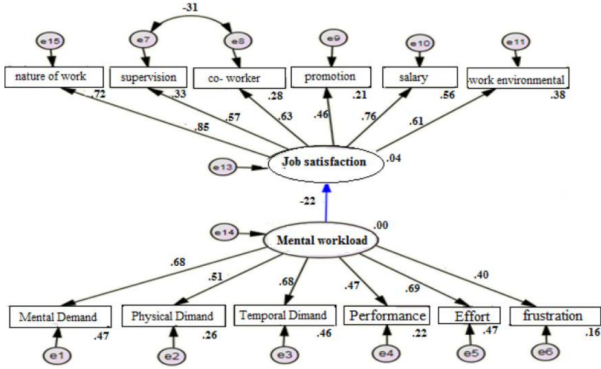 -31
e15
e7
e8
e9
e10
e11
nature of work
supervision
co- worker
promotion
salary
work environmental
.72
.33
.28
.21
.56
.38
.85
.57
.63
.46
.76
.61
e13
Job satisfaction
.04
-22
e14
.00
Mental workload
.68
.51
.68
.47
.69
.40
Mental Demand
Physical Dimand
Temporal Dimand
Performance
Effort
frustration
.47
.26
.46
.22
.47
.16
e1
e2
e3
e4
e5
e6